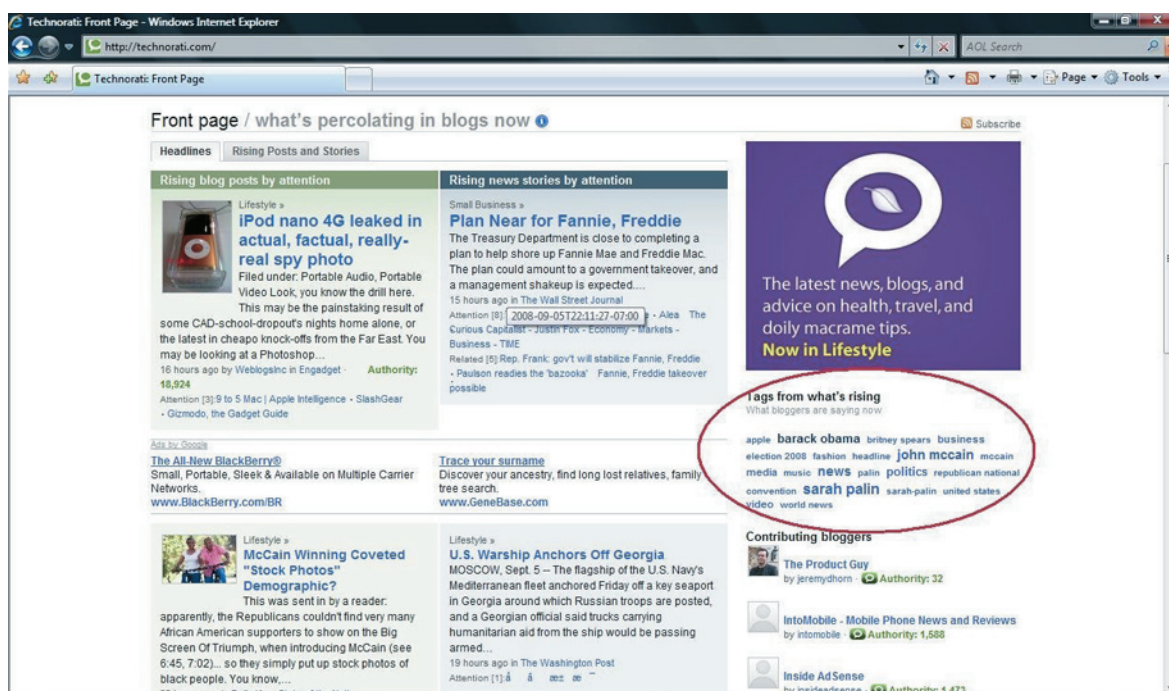 Technorati: Front Page - Windows Internet Explorer
http://technorati.com/
AOL Search
Technorati: Front Page
Page
Tools
Front page / what's percolating in blogs now
Subscribe
Headlines
Rising Posts and Stories
Rising blog posts by attention
Lifestyle »
iPod nano 4G leaked in
actual, factual, really-
real spy photo
Filed under: Portable Audio, Portable
Video Look, you know the drill here.
This may be the painstaking result of
some CAD-school-dropout's nights home alone, or
the latest in cheapo knock-offs from the Far East. You
may be looking at a Photoshop...
16 hours ago by WeblogsInc in Engadget · Authority:
18,924
Attention [3]:9 to 5 Mac | Apple Intelligence - SlashGear
- Gizmodo, the Gadget Guide
Rising news stories by attention
Small Business »
Plan Near for Fannie, Freddie
The Treasury Department is close to completing a
plan to help shore up Fannie Mae and Freddie Mac.
The plan could amount to a government takeover, and
a management shakeup is expected....
15 hours ago in The Wall Street Journal
Attention [8]: 2008-09-05T22:11:27-07:00 - Alea The
Curious Capitalist - Justin Fox - Economy - Markets -
Business - TIME
Related [5]:Rep. Frank: gov't will stabilize Fannie, Freddie
- Paulson readies the 'bazooka' Fannie, Freddie takeover
possible
The latest news, blogs, and
advice on health, travel, and
doily macrame tips.
Now in Lifestyle
Tags from what's rising
What bloggers are saying now
apple barack obama britney spears business
election 2008 fashion headline john mccain mccain
media music news palin politics republican national
convention sarah palin sarah-palin united states
video world news
Ads by Google
The All-New BlackBerry®
Small, Portable, Sleek & Available on Multiple Carrier
Networks.
www.BlackBerry.com/BR
Trace your surname
Discover your ancestry, find long lost relatives, family
tree search.
www.GeneBase.com
Lifestyle »
McCain Winning Coveted
"Stock Photos"
Demographic?
This was sent in by a reader:
apparently, the Republicans couldn't find very many
African American supporters to show on the Big
Screen Of Triumph, when introducing McCain (see
6:45, 7:02)... so they simply put up stock photos of
black people. You know,...
Lifestyle »
U.S. Warship Anchors Off Georgia
MOSCOW, Sept. 5 -- The flagship of the U.S. Navy's
Mediterranean fleet anchored Friday off a key seaport
in Georgia around which Russian troops are posted,
and a Georgian official said trucks carrying
humanitarian aid from the ship would be passing
armed...
19 hours ago in The Washington Post
Attention [1]:
Contributing bloggers
The Product Guy
by jeremydhorn · Authority: 32
IntoMobile - Mobile Phone News and Reviews
by intomobile · Authority: 1,588
Inside AdSense
by insideadsense · Authority: 1,473